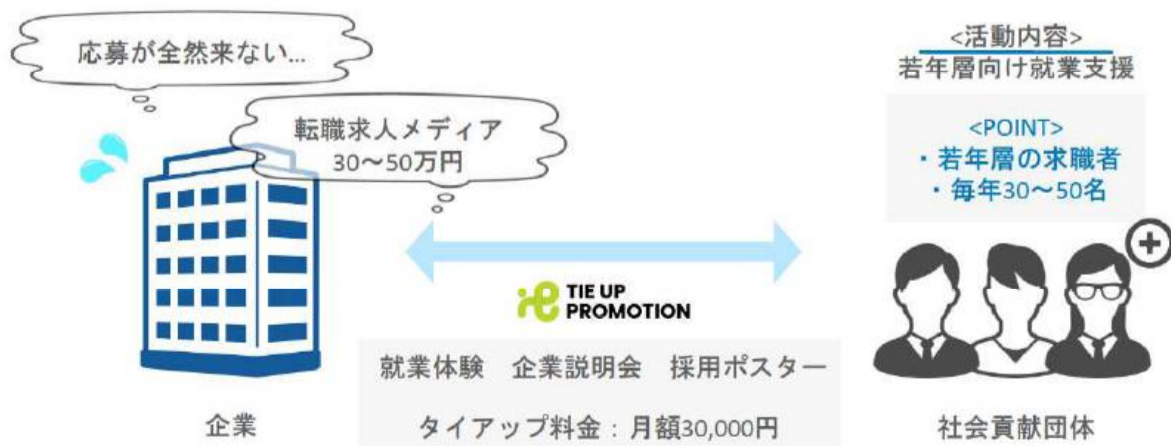 応募が全然来ない...
転職求人メディア
30～50万円
企業
TIE UP
PROMOTION
就業体験 企業説明会 採用ポスター
タイアップ料金：月額30,000円
<活動内容>
若年層向け就業支援
<POINT>
・若年層の求職者
・毎年30～50名
社会貢献団体